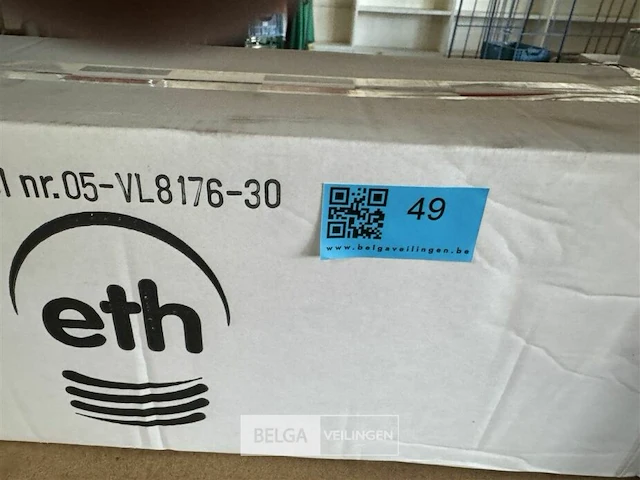 nr.05-VL8176-30
49
www.belgaveilingen.be
eth
BELGA VEILINGEN